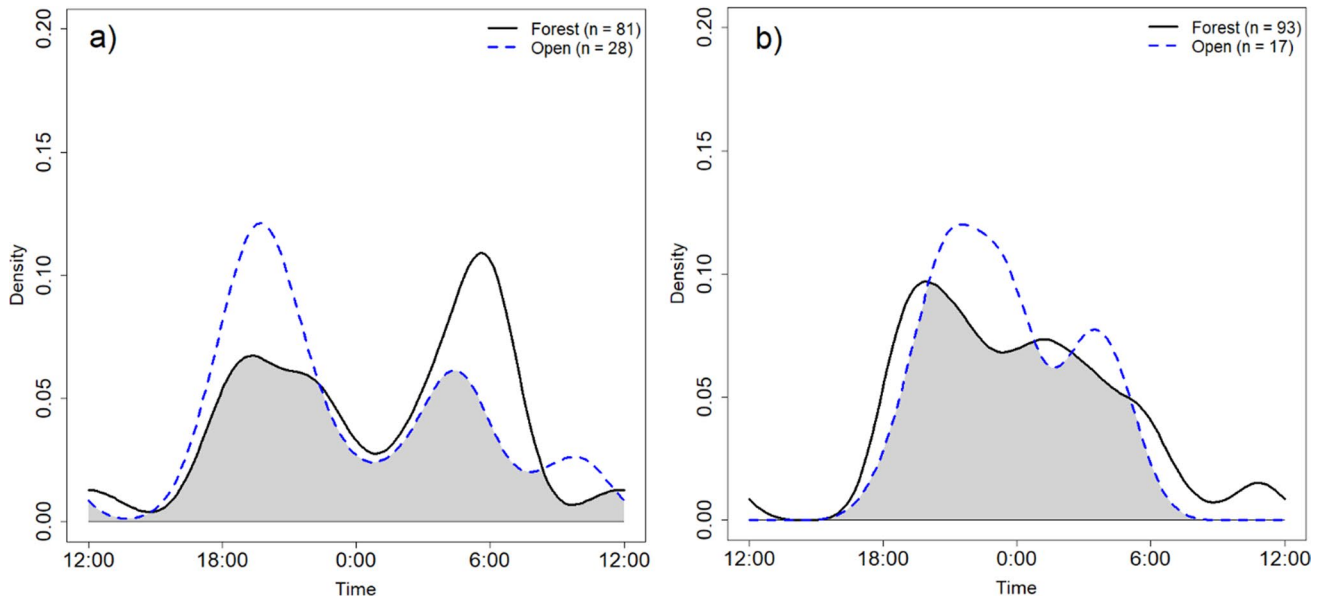 a)
Forest (n = 81)
Open (n = 28)
0.20
0.15
0.10
0.05
0.00
Density
12:00 18:00 0:00 6:00 12:00
Time
b)
Forest (n = 93)
Open (n = 17)
0.20
0.15
0.10
0.05
0.00
Density
12:00 18:00 0:00 6:00 12:00
Time